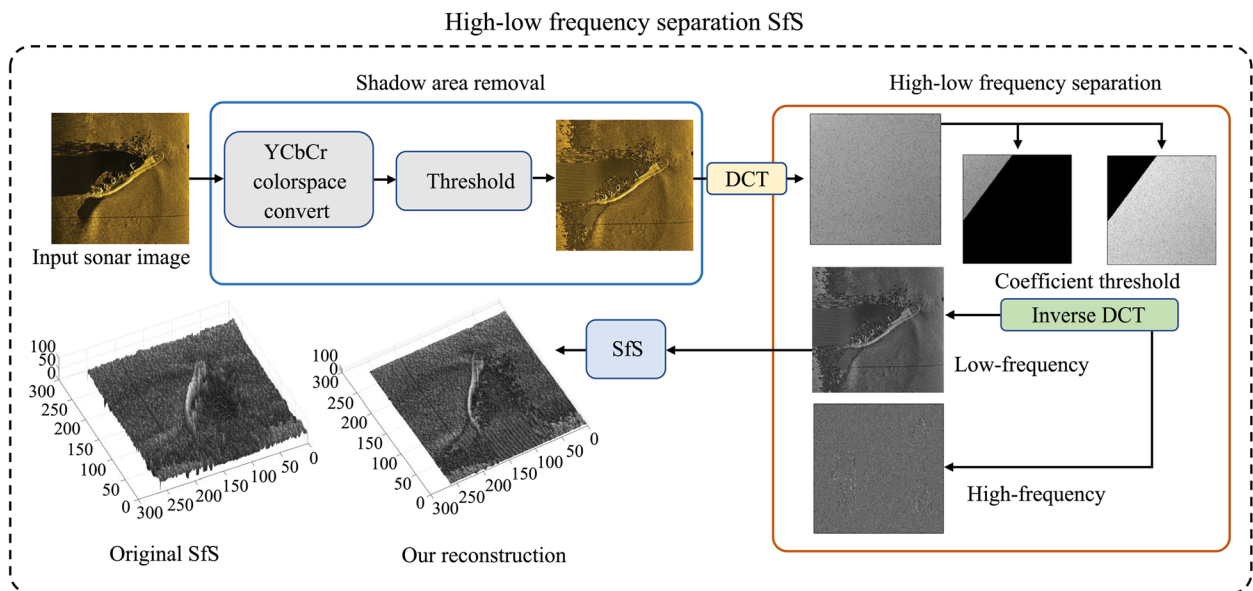 High-low frequency separation SfS
Shadow area removal
High-low frequency separation
YCbCr
colorspace
convert
Threshold
DCT
Input sonar image
Coefficient threshold
Inverse DCT
SfS
Low-frequency
High-frequency
100
50
0
300
250
200
150
100
50
0
300
250
200
150
100
50
0
Original SfS
100
0
300
250
200
150
100
50
0
250
200
150
100
50
0
Our reconstruction